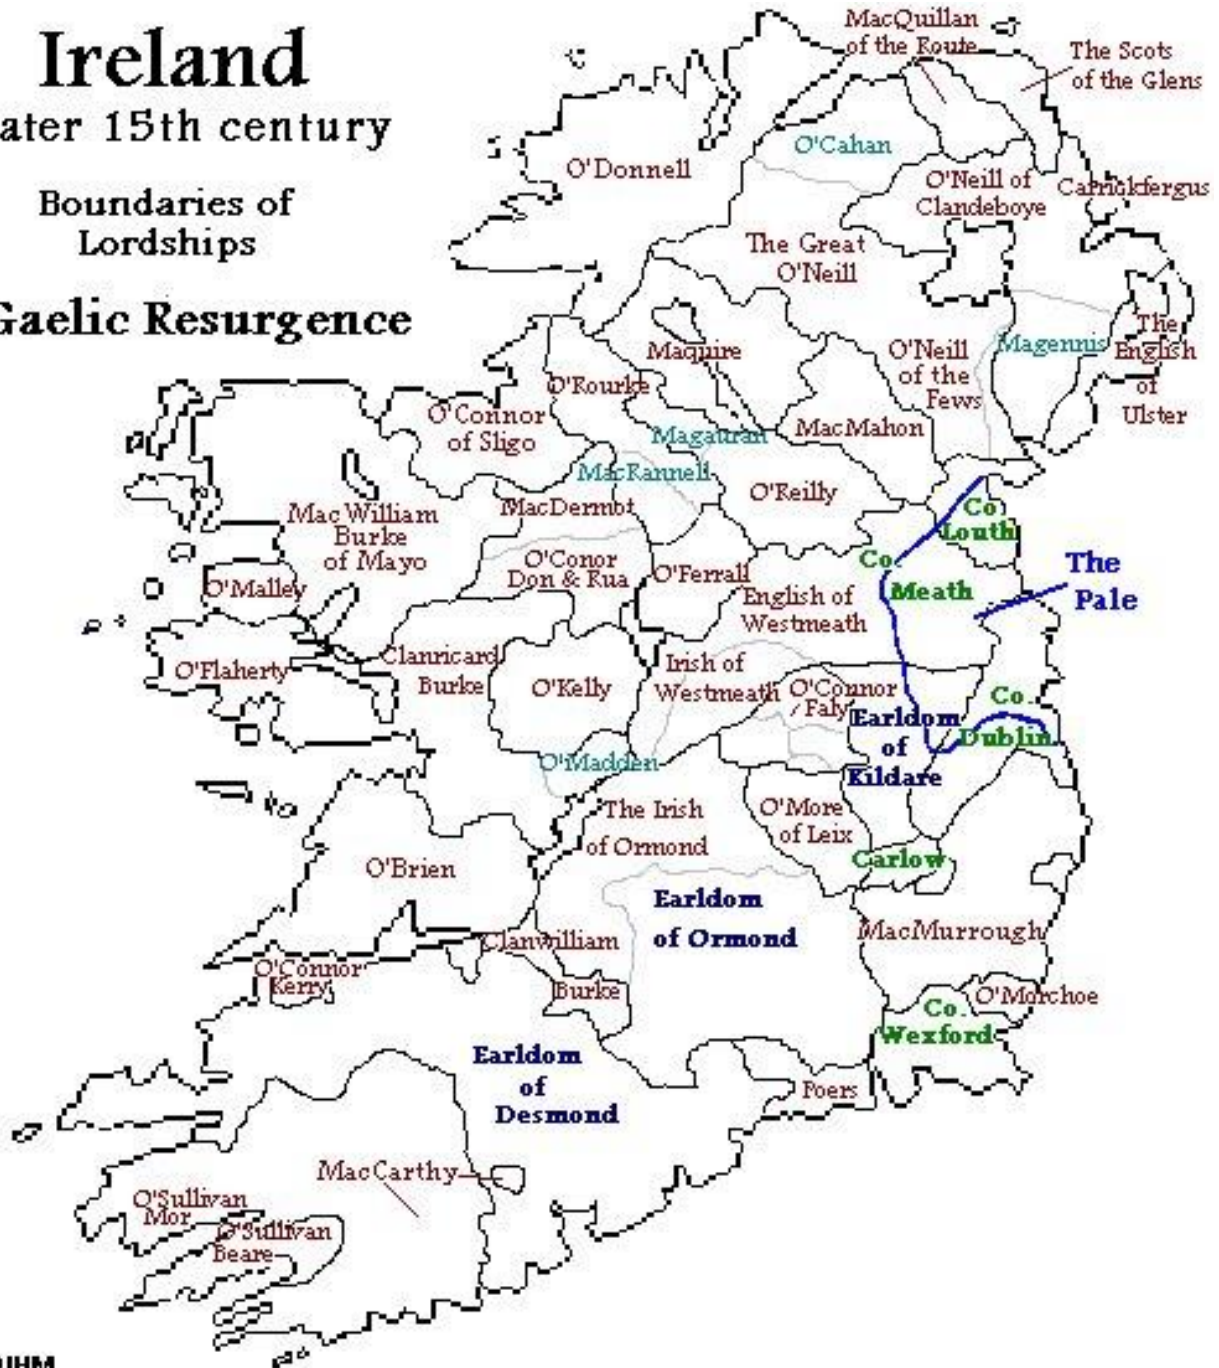 Ireland
ater 15th century
Boundaries of
Lordships
Gaelic Resurgence
MacQuillan
of the Route
The Scots
of the Glens
O'Cahan
O'Donnell
O'Neill of
Clandeboye
Carrickfergus
The Great
O'Neill
Maquire
O'Neill
of the
Fews
Magennis
The
English
of
Ulster
O'Rourke
O'Connor
of Sligo
Magauran
MacMahon
MacRannell
O'Reilly
MacWilliam
Burke
of Mayo
MacDermot
Co
Louth
O'Conor
Don & Rua
O'Ferrall
Co.
Meath
The
Pale
O'Malley
English of
Westmeath
O'Flaherty
Clanricard
Burke
O'Kelly
Irish of
Westmeath
O'Connor
Faly
Earldom
of
Kildare
Co.
Dublin
O'Madden
The Irish
of Ormond
O'More
of Leix
Carlow
O'Brien
Earldom
of Ormond
MacMurrough
Clanwilliam
Burke
O'Connor
Kerry
O'Morchoe
Co.
Wexford
Earldom
of
Desmond
Poers
MacCarthy
O'Sullivan
Mor
O'Sullivan
Beare